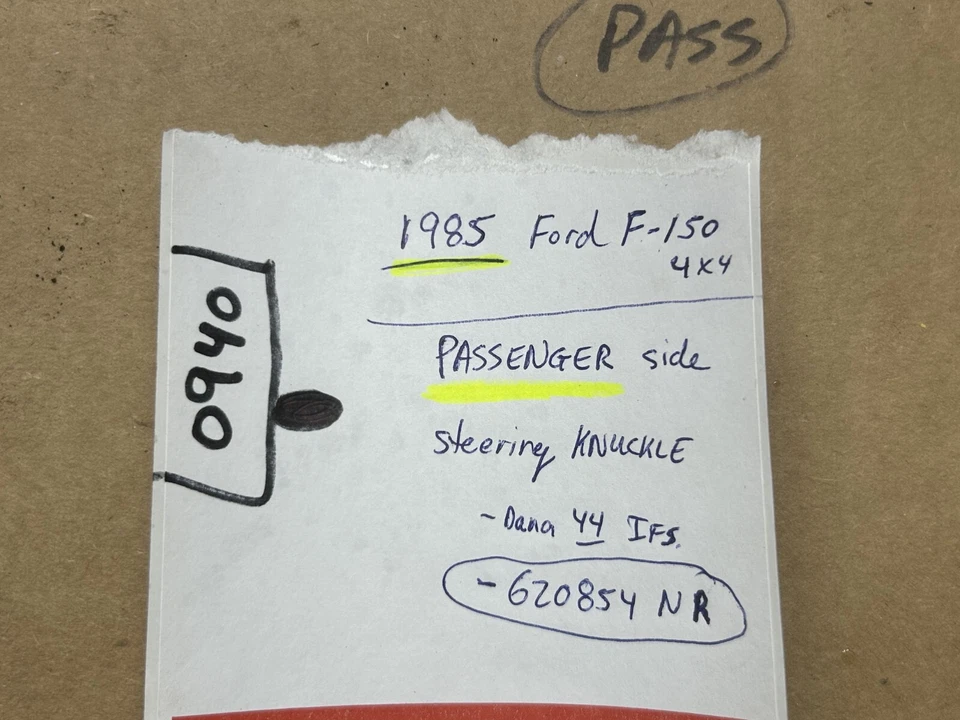 PASS
1985 Ford F-150
4x4
PASSENGER side
steering KNUCKLE
- Dana 44 IFS.
- 620854 NR
0940